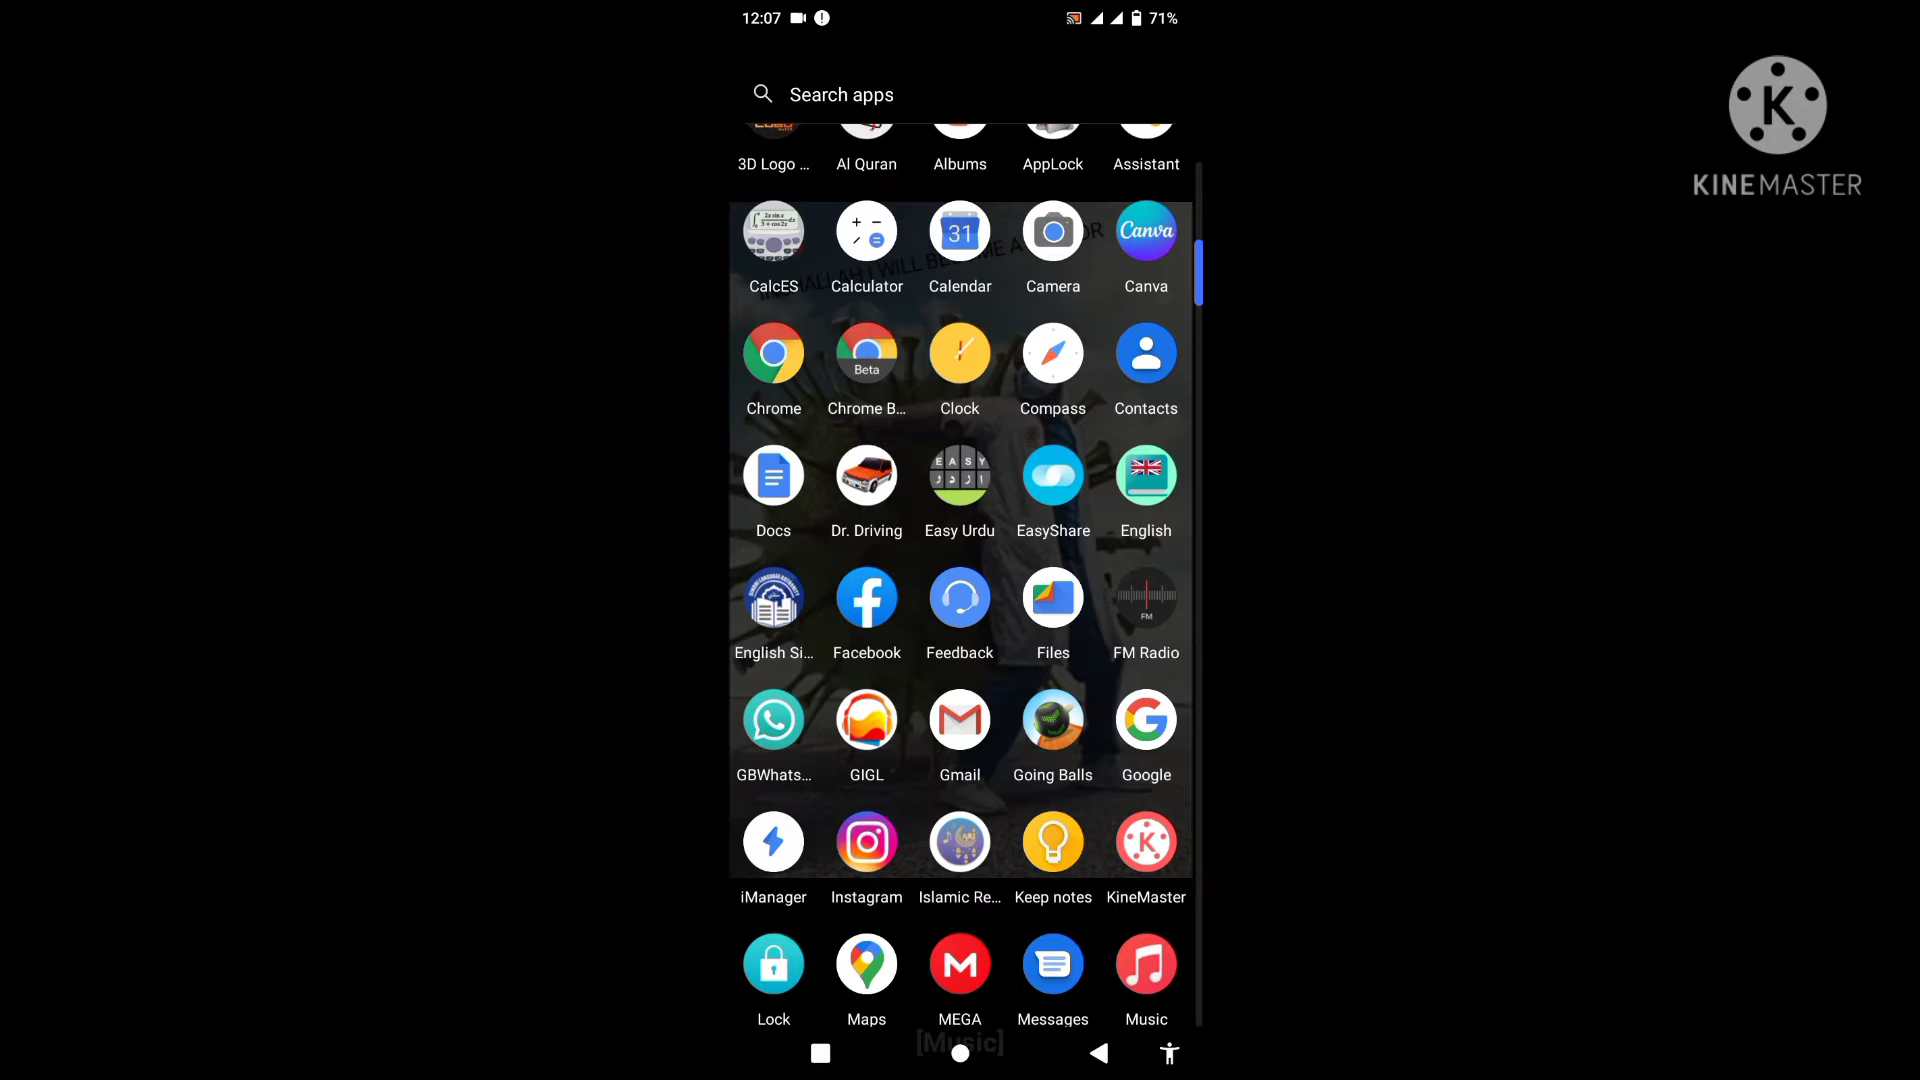 12:07 71%
Search apps
3D Logo ... Al Quran Albums AppLock Assistant
31 Canva
CalcES Calculator Calendar Camera Canva
Beta
Chrome Chrome B... Clock Compass Contacts
EASY
Docs Dr. Driving Easy Urdu EasyShare English
FM
English Si... Facebook Feedback Files FM Radio
GBWhats... GIGL Gmail Going Balls Google
iManager Instagram Islamic Re... Keep notes KineMaster
Lock Maps MEGA Messages Music
[Music]
K
KINEMASTER